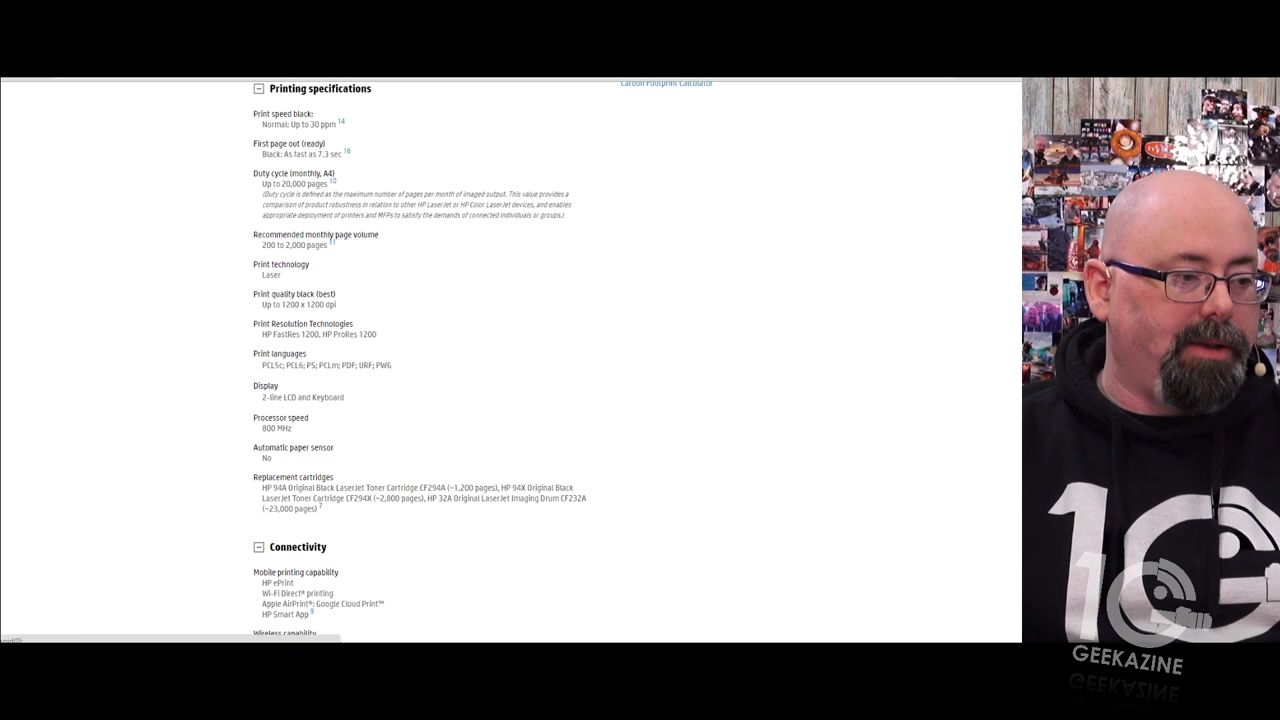 Carbon Footprint Calculator
Printing specifications
Print speed black:
Normal: Up to 30 ppm 14
First page out (ready)
Black: As fast as 7.3 sec 16
Duty cycle (monthly, A4)
Up to 20,000 pages 10
(Duty cycle is defined as the maximum number of pages per month of imaged output. This value provides a
comparison of product robustness in relation to other HP LaserJet or HP Color LaserJet devices, and enables
appropriate deployment of printers and MFPs to satisfy the demands of connected individuals or groups.)
Recommended monthly page volume
200 to 2,000 pages 11
Print technology
Laser
Print quality black (best)
Up to 1200 x 1200 dpi
Print Resolution Technologies
HP FastRes 1200, HP ProRes 1200
Print languages
PCL5c; PCL6; PS; PCLm; PDF; URF; PWG
Display
2-line LCD and Keyboard
Processor speed
800 MHz
Automatic paper sensor
No
Replacement cartridges
HP 94A Original Black LaserJet Toner Cartridge CF294A (~1,200 pages), HP 94X Original Black
LaserJet Toner Cartridge CF294X (~2,800 pages), HP 32A Original LaserJet Imaging Drum CF232A
(~23,000 pages) 7
Connectivity
Mobile printing capability
HP ePrint
Wi-Fi Direct® printing
Apple AirPrint®; Google Cloud Print™
HP Smart App 9
Wireless capability
10
GEEKAZINE